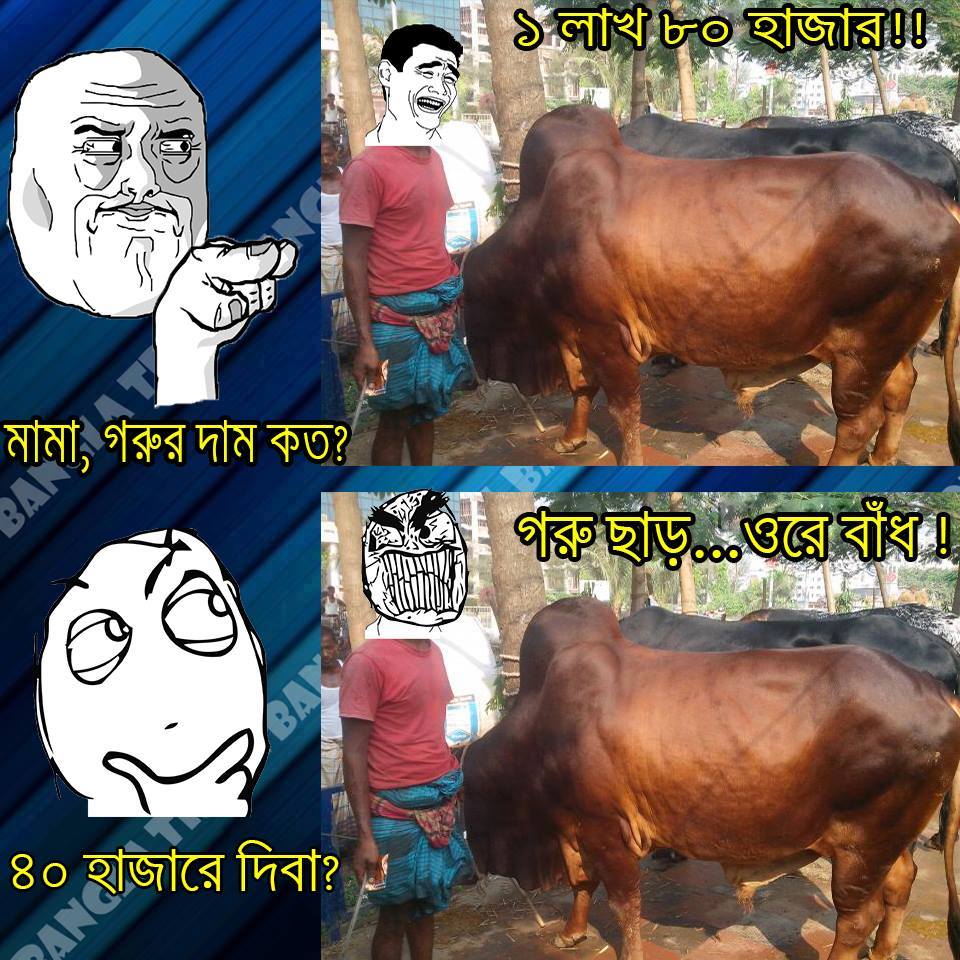 মামা, গরুর দাম কত?
১ লাখ ৮০ হাজার!!
৪০ হাজারে দিবা?
গরু ছাড়...ওরে বাঁধ !